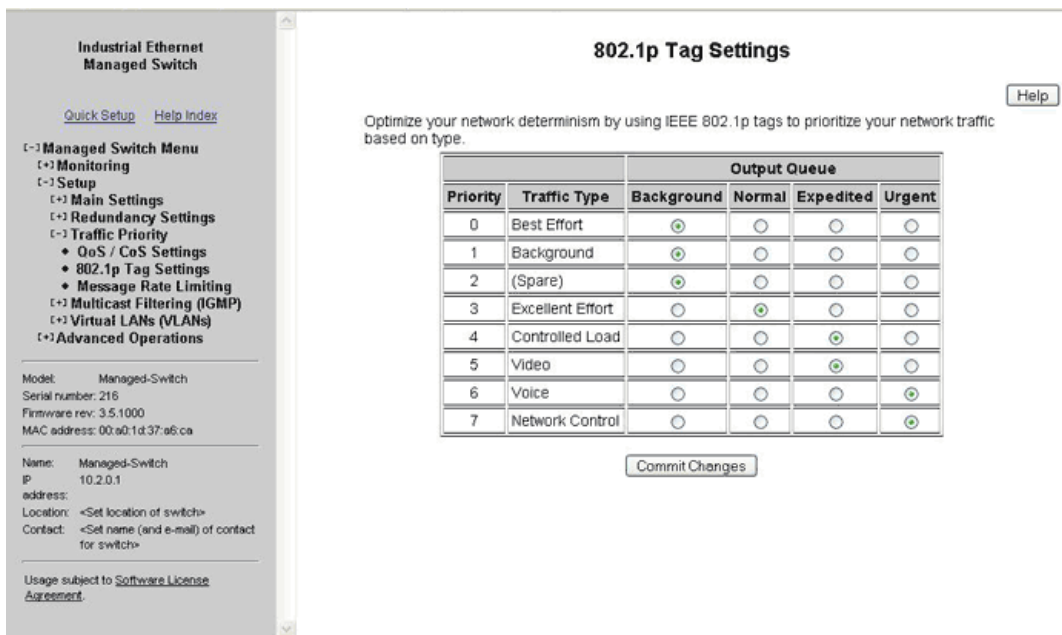 Industrial Ethernet
Managed Switch
Quick Setup Help Index
[-] Managed Switch Menu
[+] Monitoring
[-] Setup
[+] Main Settings
[+] Redundancy Settings
[-] Traffic Priority
• QoS / CoS Settings
• 802.1p Tag Settings
• Message Rate Limiting
[+] Multicast Filtering (IGMP)
[+] Virtual LANs (VLANs)
[+] Advanced Operations
Model: Managed-Switch
Serial number: 216
Firmware rev: 3.5.1000
MAC address: 00:a0:1d:37:a6:ca
Name: Managed-Switch
IP address: 10.2.0.1
Location: <Set location of switch>
Contact: <Set name (and e-mail) of contact
for switch>
Usage subject to Software License
Agreement.
802.1p Tag Settings
Help
Optimize your network determinism by using IEEE 802.1p tags to prioritize your network traffic
based on type.
Output Queue
Priority Traffic Type Background Normal Expedited Urgent
0 Best Effort
1 Background
2 (Spare)
3 Excellent Effort
4 Controlled Load
5 Video
6 Voice
7 Network Control
Commit Changes